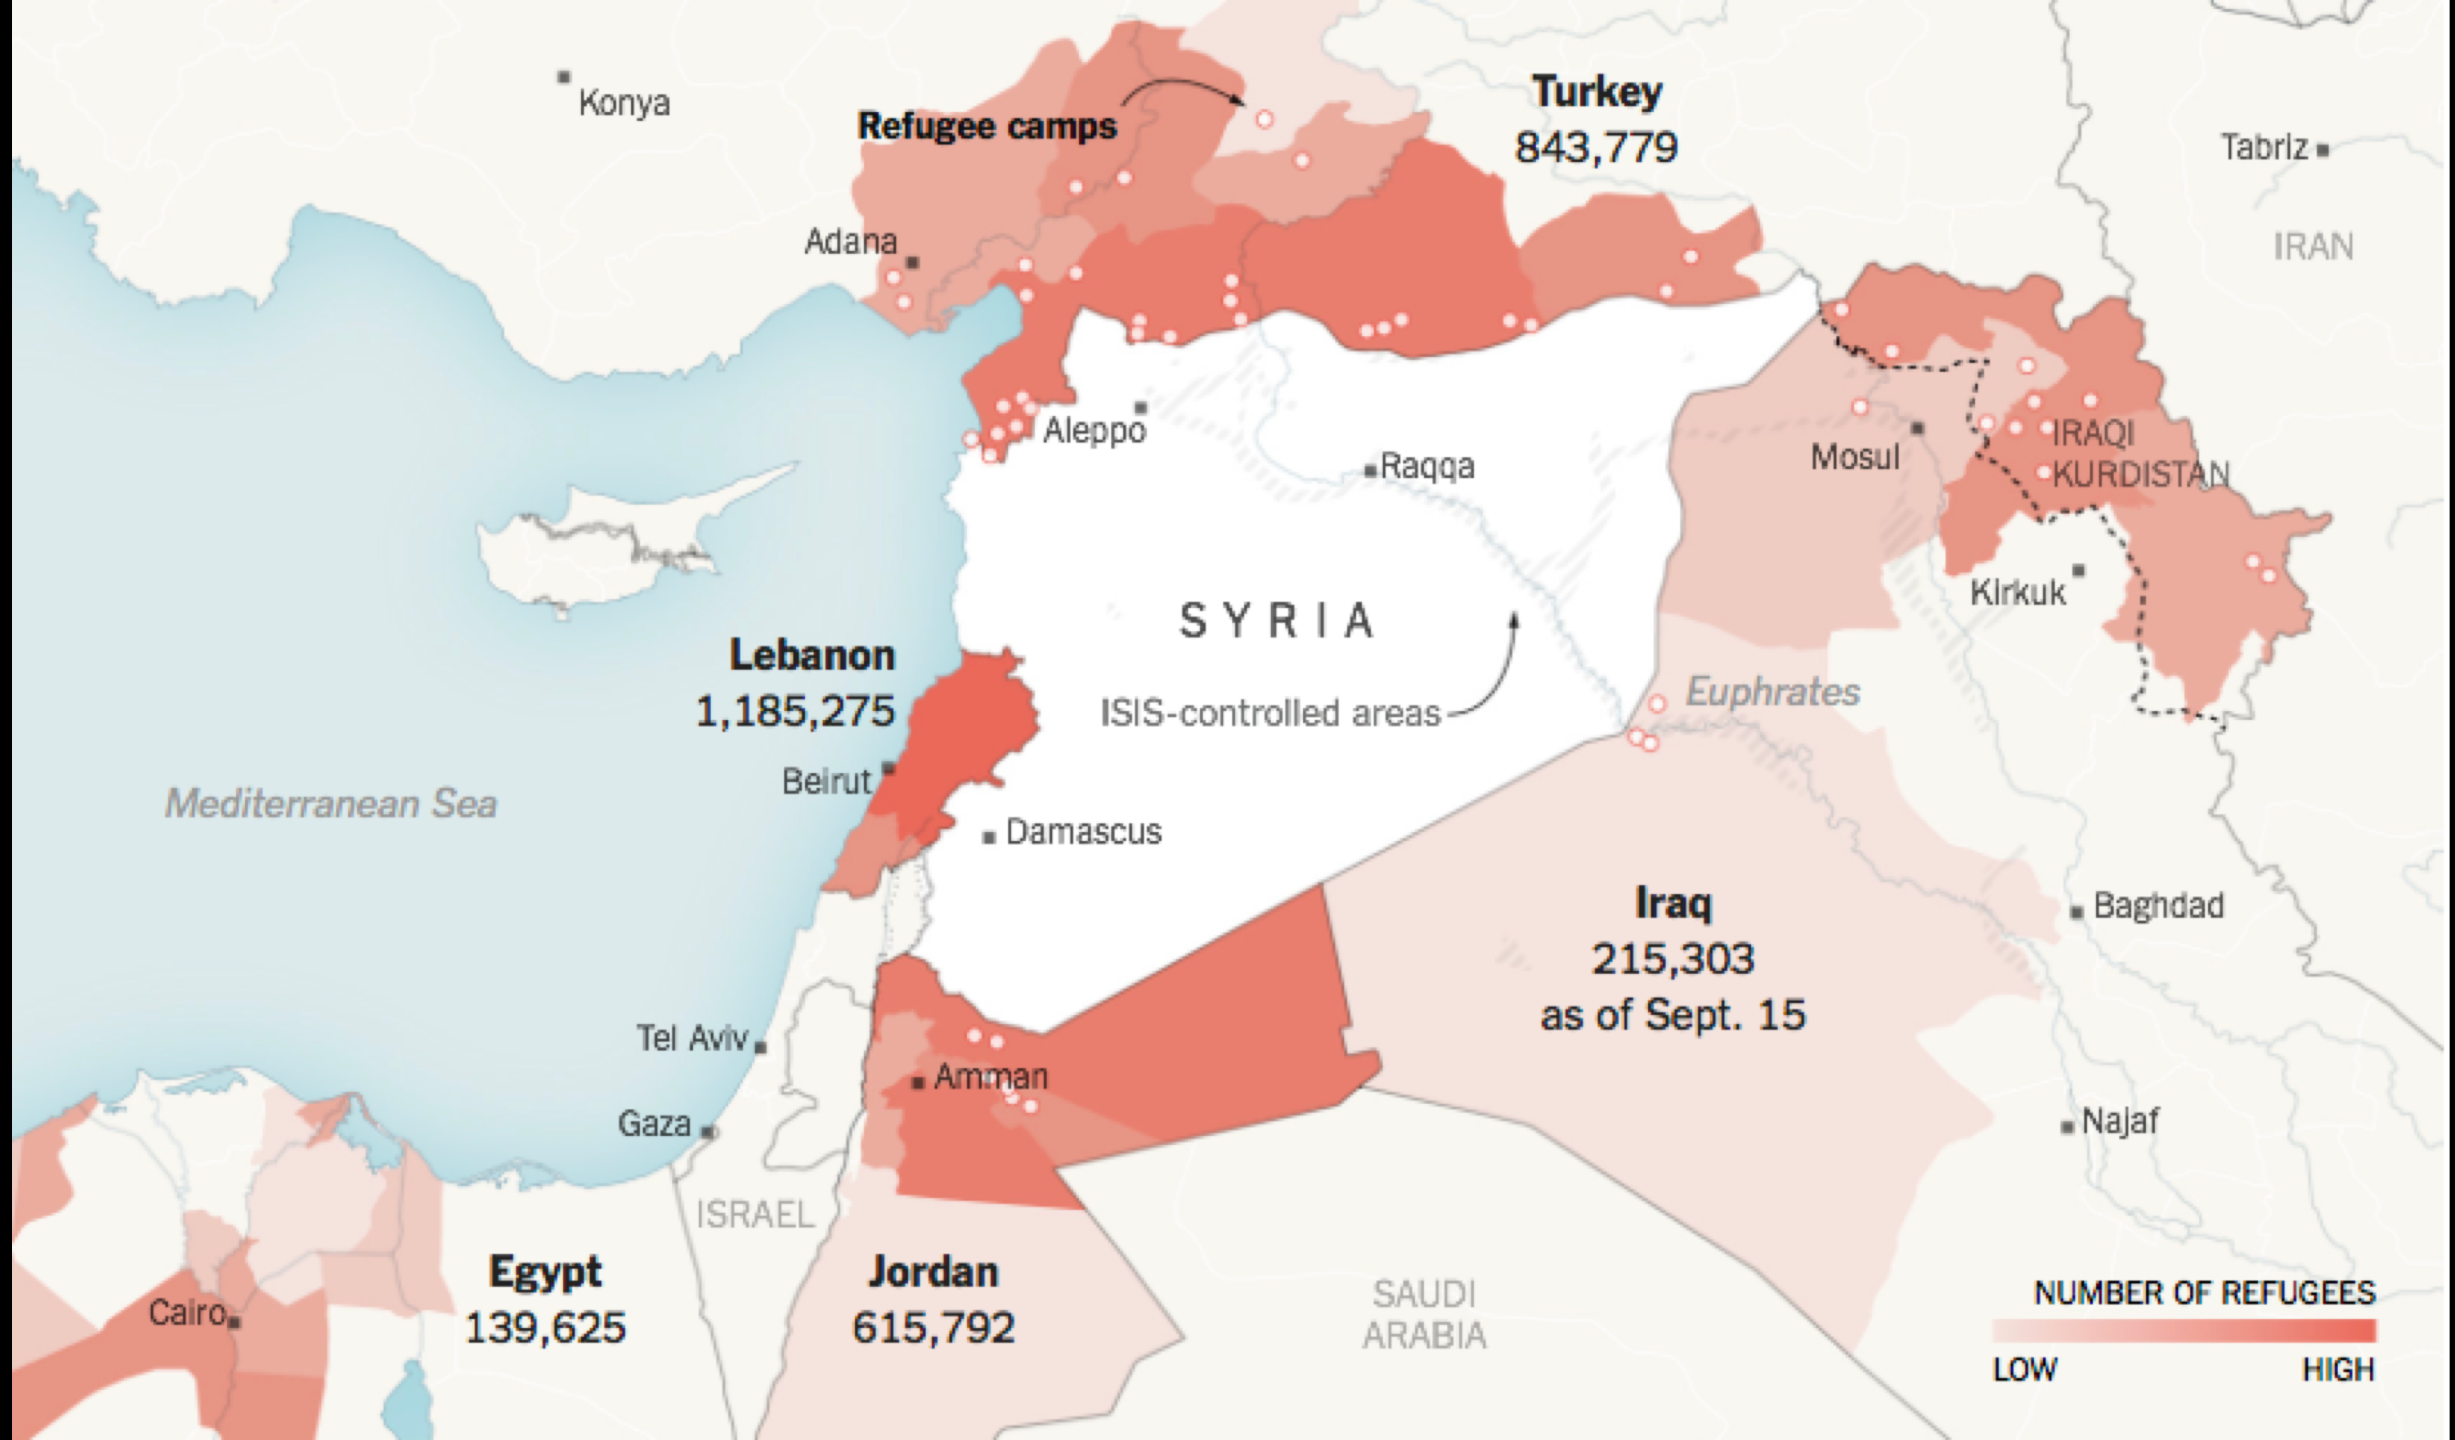 Konya
Refugee camps
Turkey
843,779
Tabriz
IRAN
Adana
Aleppo
Raqqa
Mosul
IRAQI
KURDISTAN
Kirkuk
SYRIA
Lebanon
1,185,275
Euphrates
ISIS-controlled areas
Beirut
Mediterranean Sea
Damascus
Iraq
215,303
as of Sept. 15
Baghdad
Tel Aviv
Amman
Gaza
Najaf
ISRAEL
Egypt
139,625
Jordan
615,792
Cairo
SAUDI
ARABIA
NUMBER OF REFUGEES
LOW HIGH